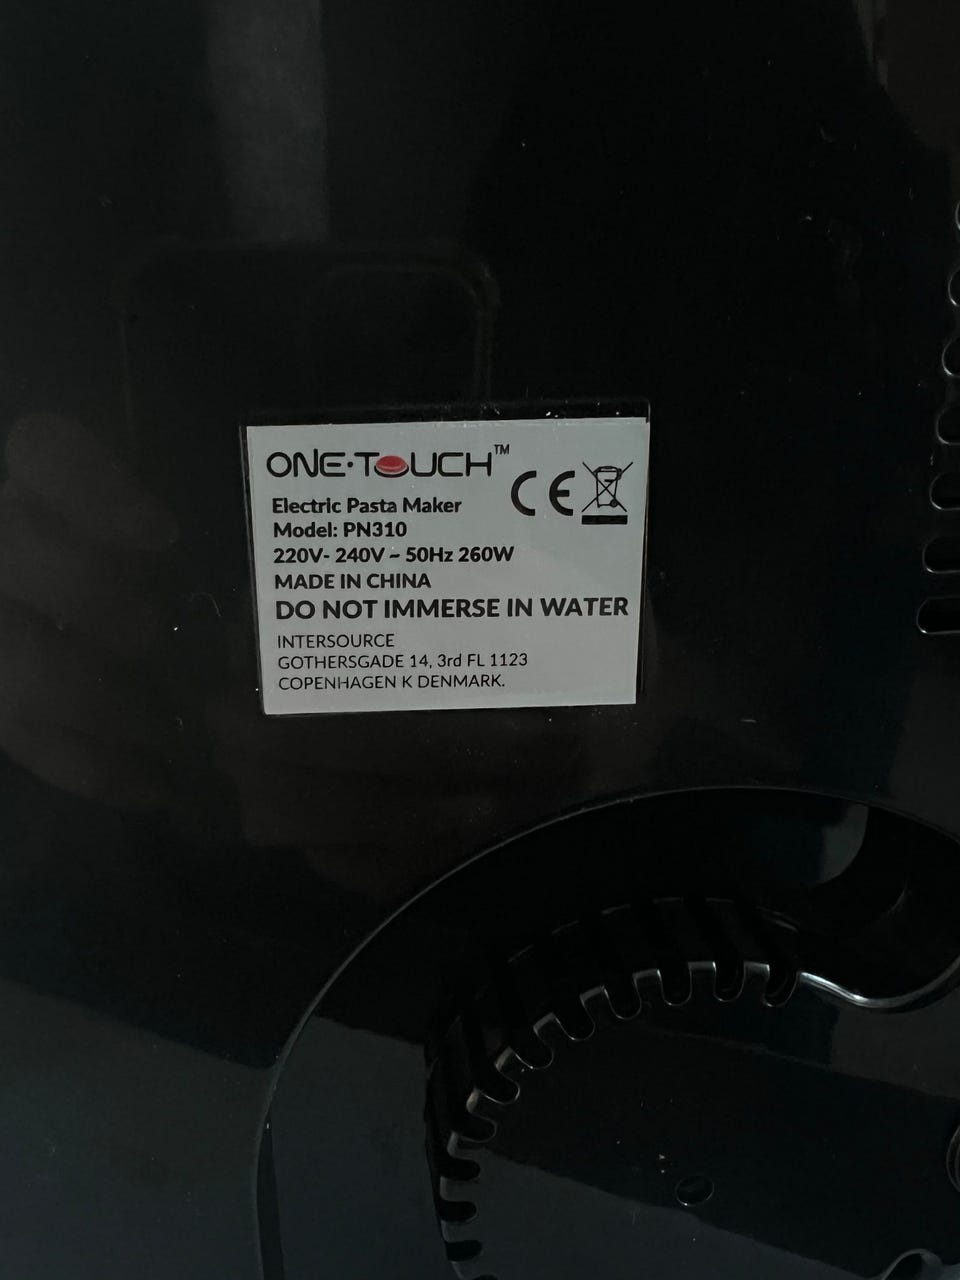 ONE·TOUCH™
Electric Pasta Maker
Model: PN310
220V- 240V ~ 50Hz 260W
MADE IN CHINA
DO NOT IMMERSE IN WATER
INTERSOURCE
GOTHERSGADE 14, 3rd FL 1123
COPENHAGEN K DENMARK.
CE